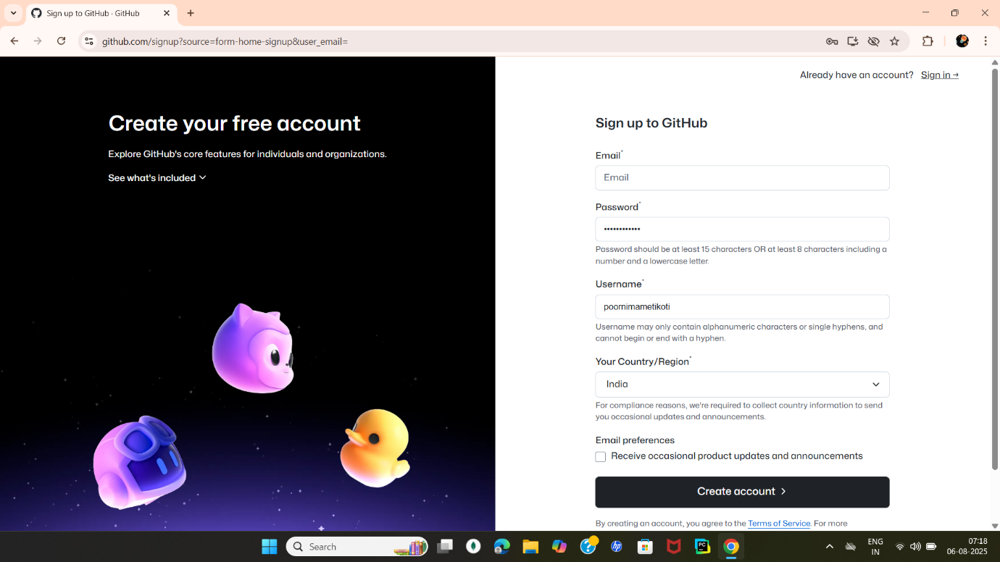 Sign up to GitHub · GitHub
github.com/signup?source=form-home-signup&user_email=
Already have an account? Sign in →
Create your free account
Explore GitHub's core features for individuals and organizations.
See what's included
Sign up to GitHub
Email*
Email
Password*
••••••••••••
Password should be at least 15 characters OR at least 8 characters including a
number and a lowercase letter.
Username*
poornimametikoti
Username may only contain alphanumeric characters or single hyphens, and
cannot begin or end with a hyphen.
Your Country/Region*
India
For compliance reasons, we're required to collect country information to send
you occasional updates and announcements.
Email preferences
Receive occasional product updates and announcements
Create account
By creating an account, you agree to the Terms of Service. For more
Search
hp
PC
ENG
IN
07:18
06-08-2025